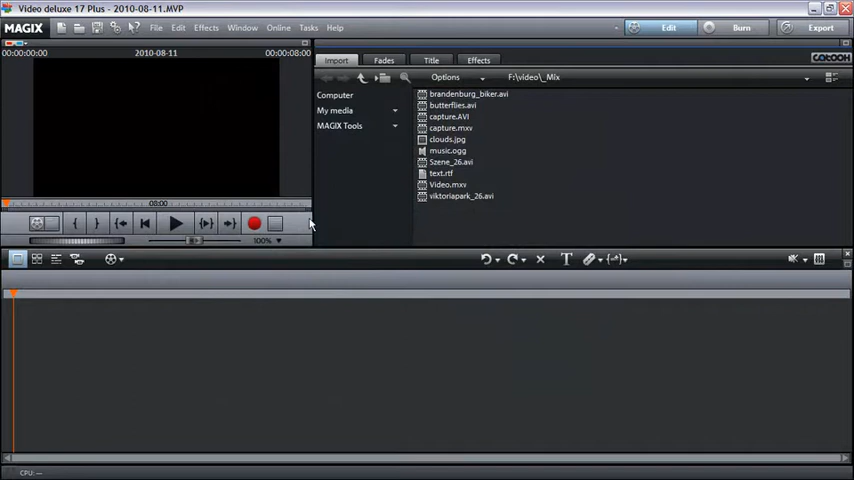 Video deluxe 17 Plus - 2010-08-11.MVP
MAGIX File Edit Effects Window Online Tasks Help Edit Burn Export
00:00:00:00 2010-08-11 00:00:08:00
Import Fades Title Effects
Options F:\video\_Mix
Computer
My media
MAGIX Tools
brandenburg_biker.avi
butterflies.avi
capture.AVI
capture.mxv
clouds.jpg
music.ogg
Szene_26.avi
text.rtf
Video.mxv
viktoriapark_26.avi
08:00
100%
CPU: —